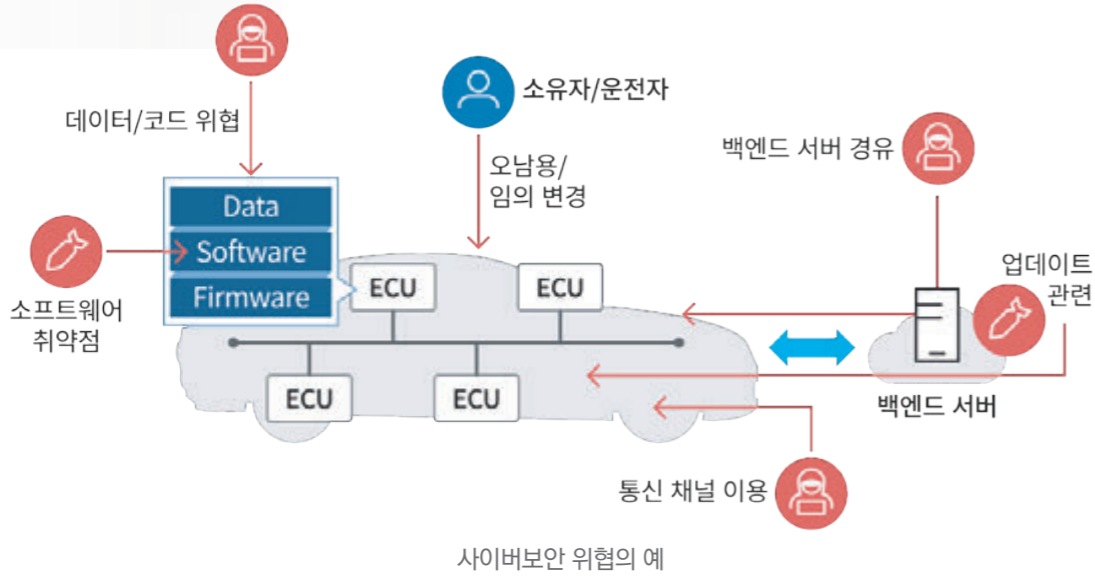 데이터/코드 위협
소유자/운전자
백엔드 서버 경유
오남용/
임의 변경
Data
Software
Firmware
소프트웨어
취약점
ECU
ECU
ECU
ECU
업데이트
관련
백엔드 서버
통신 채널 이용
사이버보안 위협의 예